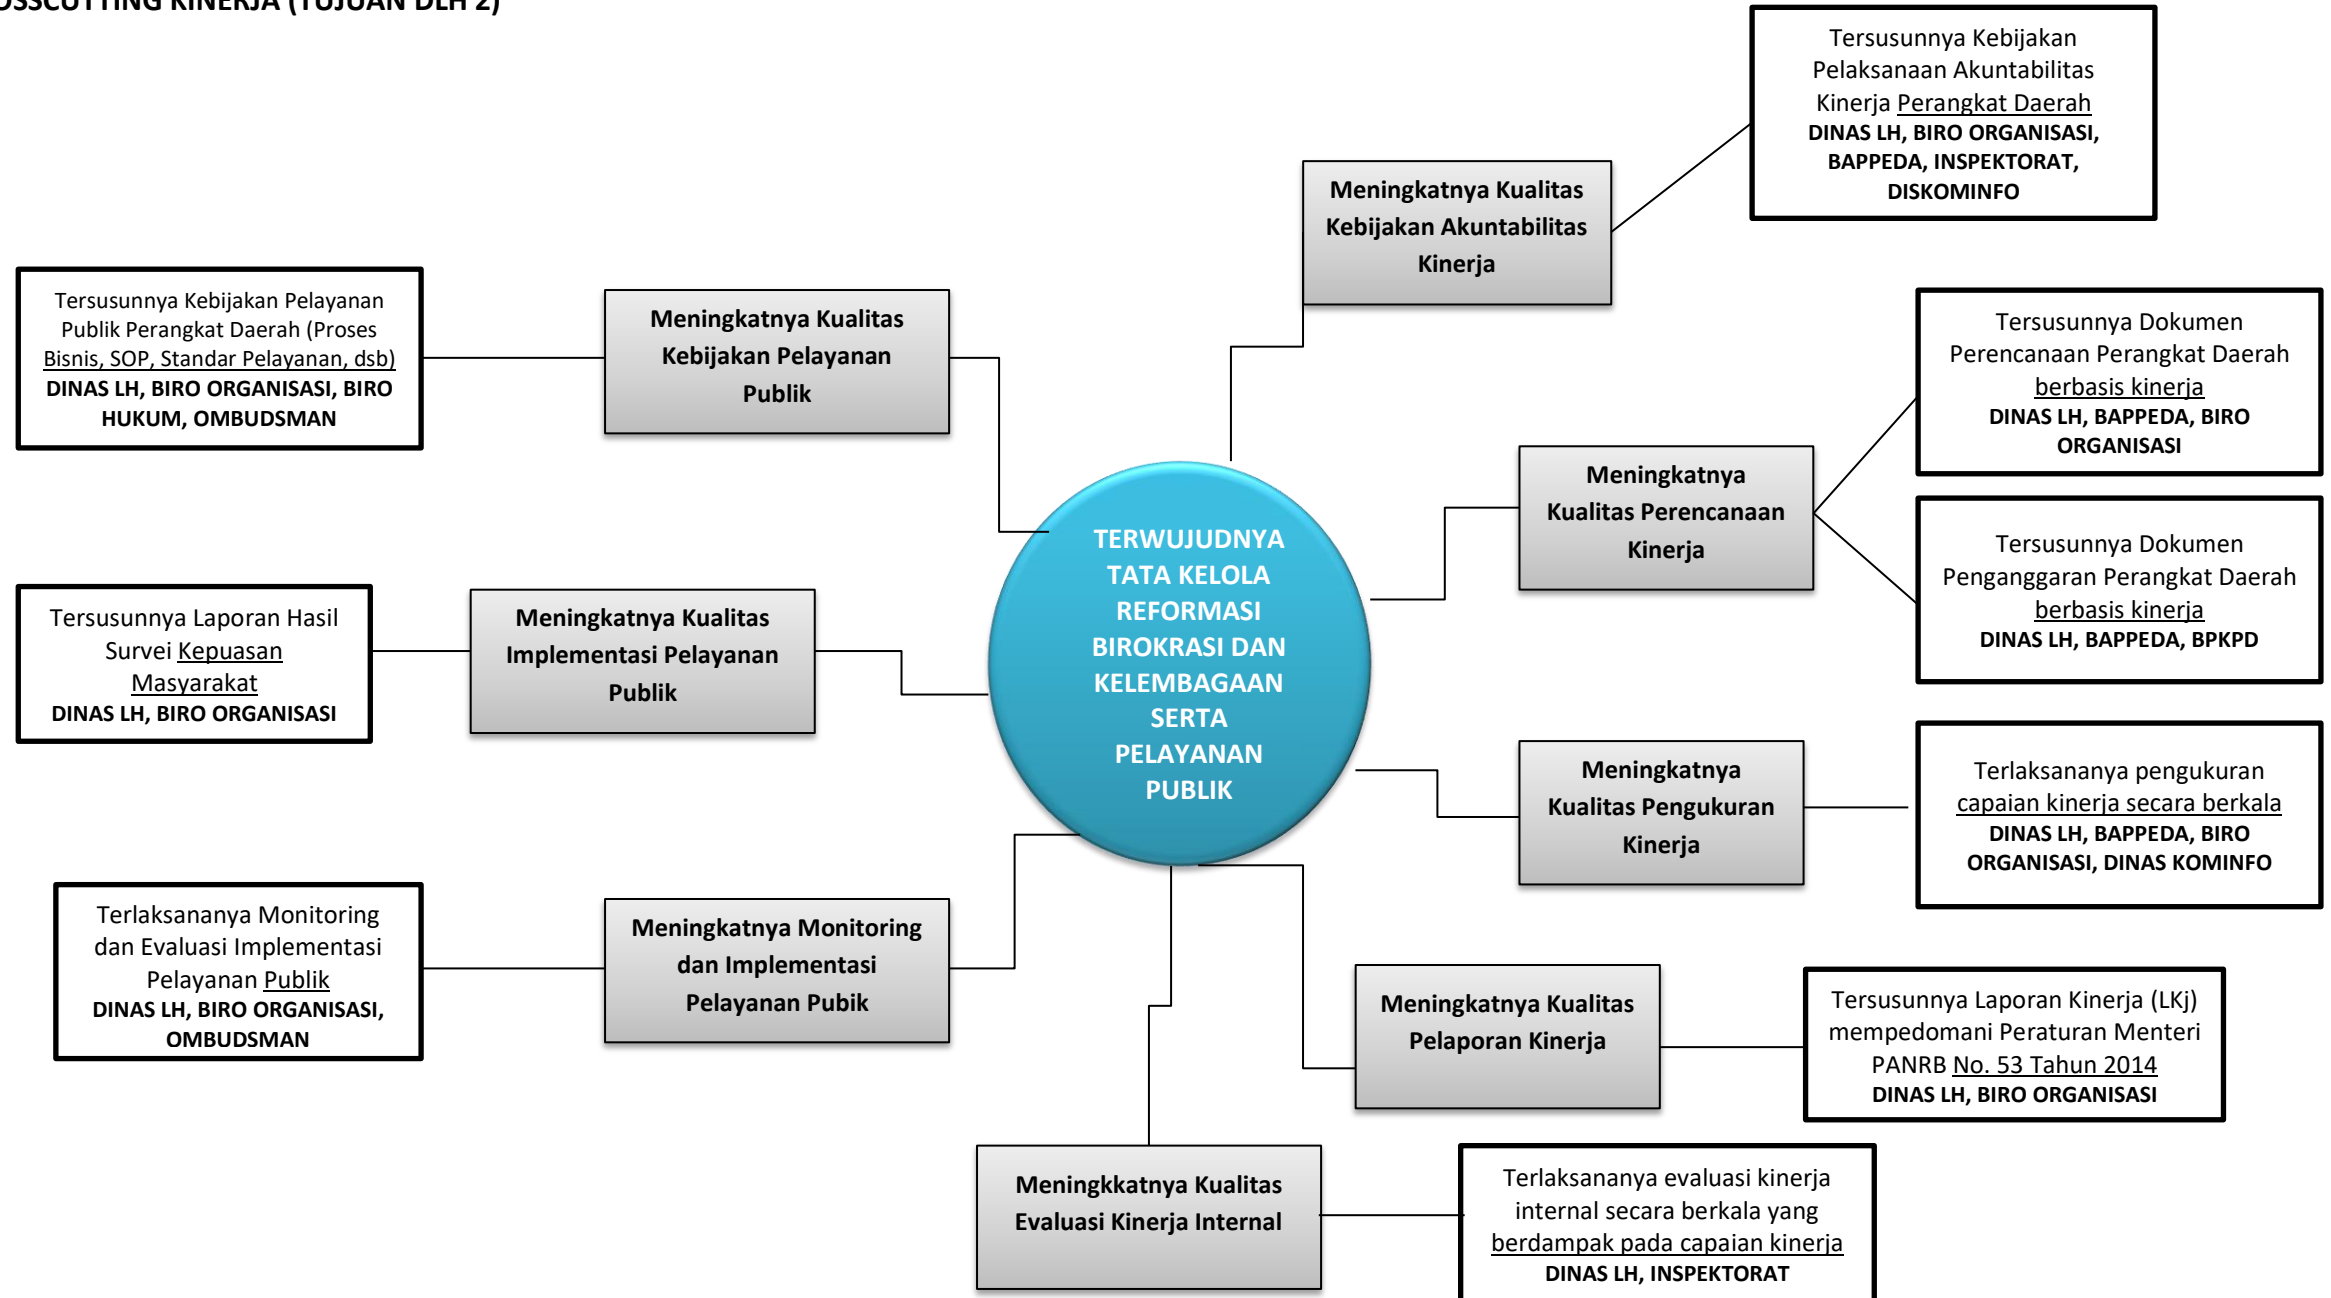 OSSCUTTING KINERJA (TUJUAN DLH 2)
Tersusunnya Kebijakan
Pelaksanaan Akuntabilitas
Kinerja Perangkat Daerah
DINAS LH, BIRO ORGANISASI,
BAPPEDA, INSPEKTORAT,
DISKOMINFO
Meningkatnya Kualitas
Kebijakan Akuntabilitas
Kinerja
Tersusunnya Kebijakan Pelayanan
Publik Perangkat Daerah (Proses
Bisnis, SOP, Standar Pelayanan, dsb)
DINAS LH, BIRO ORGANISASI, BIRO
HUKUM, OMBUDSMAN
Meningkatnya Kualitas
Kebijakan Pelayanan
Publik
Tersusunnya Dokumen
Perencanaan Perangkat Daerah
berbasis kinerja
DINAS LH, BAPPEDA, BIRO
ORGANISASI
Meningkatnya
Kualitas Perencanaan
Kinerja
Tersusunnya Dokumen
Penganggaran Perangkat Daerah
berbasis kinerja
DINAS LH, BAPPEDA, BPKPD
TERWUJUDNYA
TATA KELOLA
REFORMASI
BIROKRASI DAN
KELEMBAGAAN
SERTA
PELAYANAN
PUBLIK
Tersusunnya Laporan Hasil
Survei Kepuasan
Masyarakat
DINAS LH, BIRO ORGANISASI
Meningkatnya Kualitas
Implementasi Pelayanan
Publik
Meningkatnya
Kualitas Pengukuran
Kinerja
Terlaksananya pengukuran
capaian kinerja secara berkala
DINAS LH, BAPPEDA, BIRO
ORGANISASI, DINAS KOMINFO
Terlaksananya Monitoring
dan Evaluasi Implementasi
Pelayanan Publik
DINAS LH, BIRO ORGANISASI,
OMBUDSMAN
Meningkatnya Monitoring
dan Implementasi
Pelayanan Pubik
Meningkatnya Kualitas
Pelaporan Kinerja
Tersusunnya Laporan Kinerja (LKj)
mempedomani Peraturan Menteri
PANRB No. 53 Tahun 2014
DINAS LH, BIRO ORGANISASI
Meningkkatnya Kualitas
Evaluasi Kinerja Internal
Terlaksananya evaluasi kinerja
internal secara berkala yang
berdampak pada capaian kinerja
DINAS LH, INSPEKTORAT